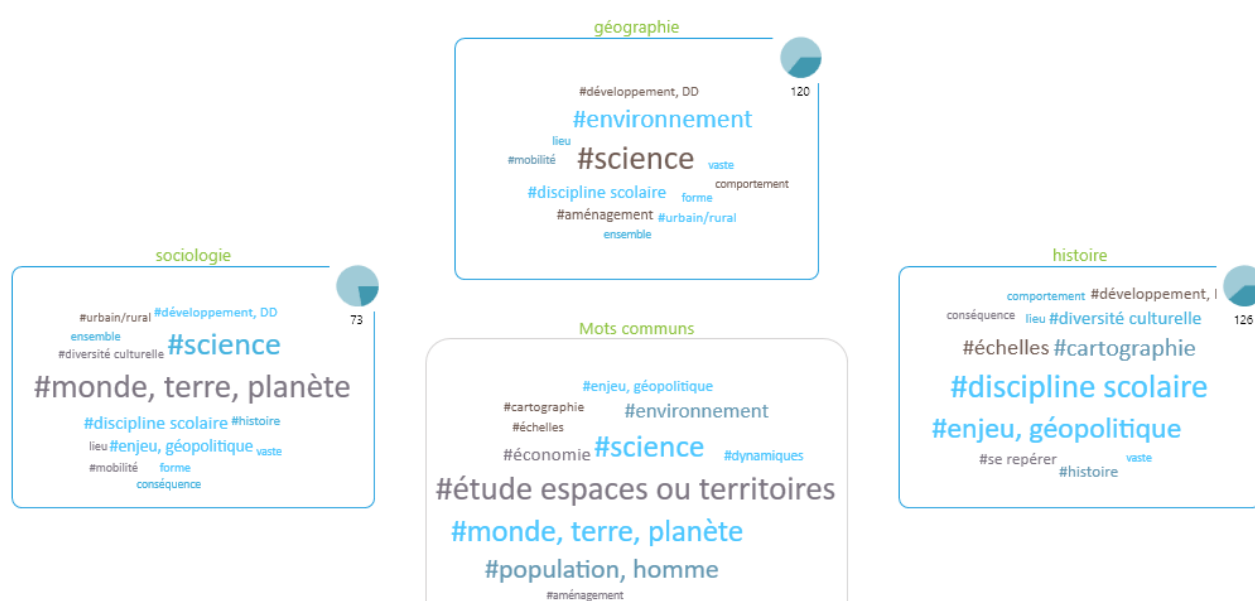 géographie
120
#développement, DD
#environnement
lieu
#mobilité #science vaste
comportement
#discipline scolaire forme
#aménagement #urbain/rural
ensemble
sociologie
73
#urbain/rural #développement, DD
ensemble
#diversité culturelle #science
#monde, terre, planète
#discipline scolaire #histoire
lieu #enjeu, géopolitique vaste
#mobilité forme
conséquence
Mots communs
#enjeu, géopolitique
#cartographie #environnement
#échelles
#économie #science #dynamiques
#étude espaces ou territoires
#monde, terre, planète
#population, homme
#aménagement
histoire
126
comportement #développement,
conséquence lieu #diversité culturelle
#échelles #cartographie
#discipline scolaire
#enjeu, géopolitique
#se repérer vaste
#histoire